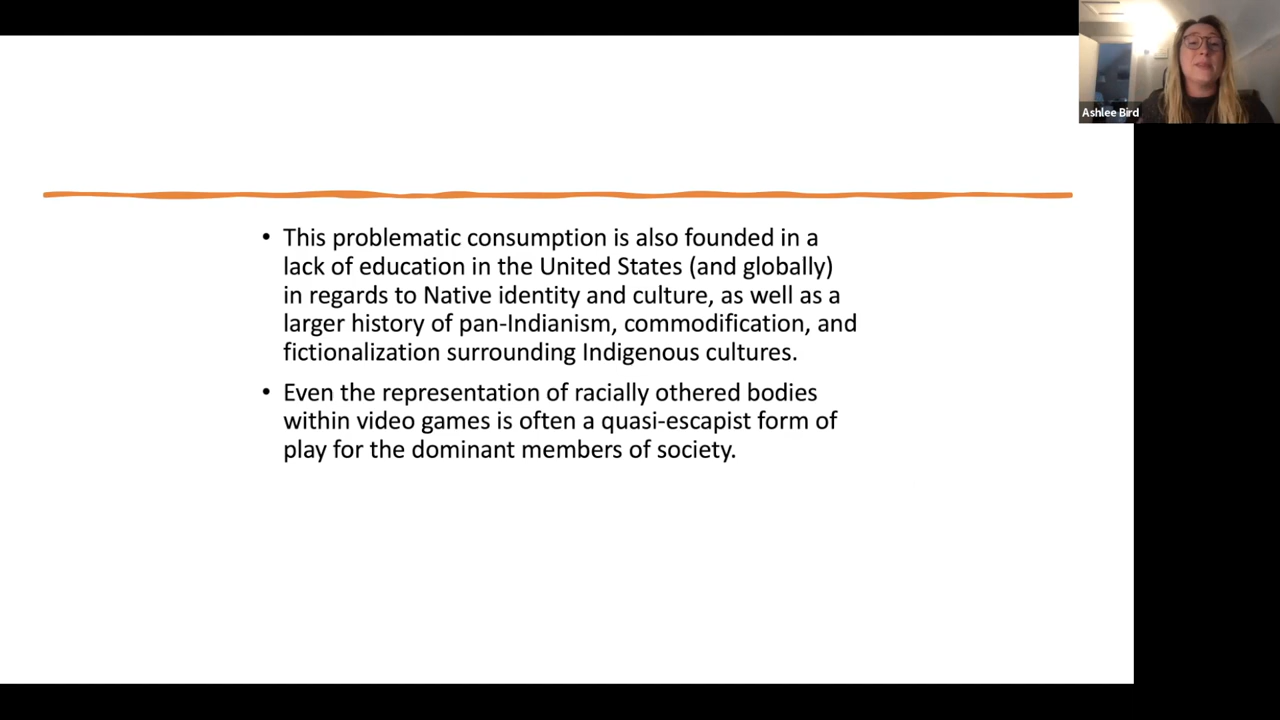 Ashlee Bird
• This problematic consumption is also founded in a
lack of education in the United States (and globally)
in regards to Native identity and culture, as well as a
larger history of pan-Indianism, commodification, and
fictionalization surrounding Indigenous cultures.
• Even the representation of racially othered bodies
within video games is often a quasi-escapist form of
play for the dominant members of society.